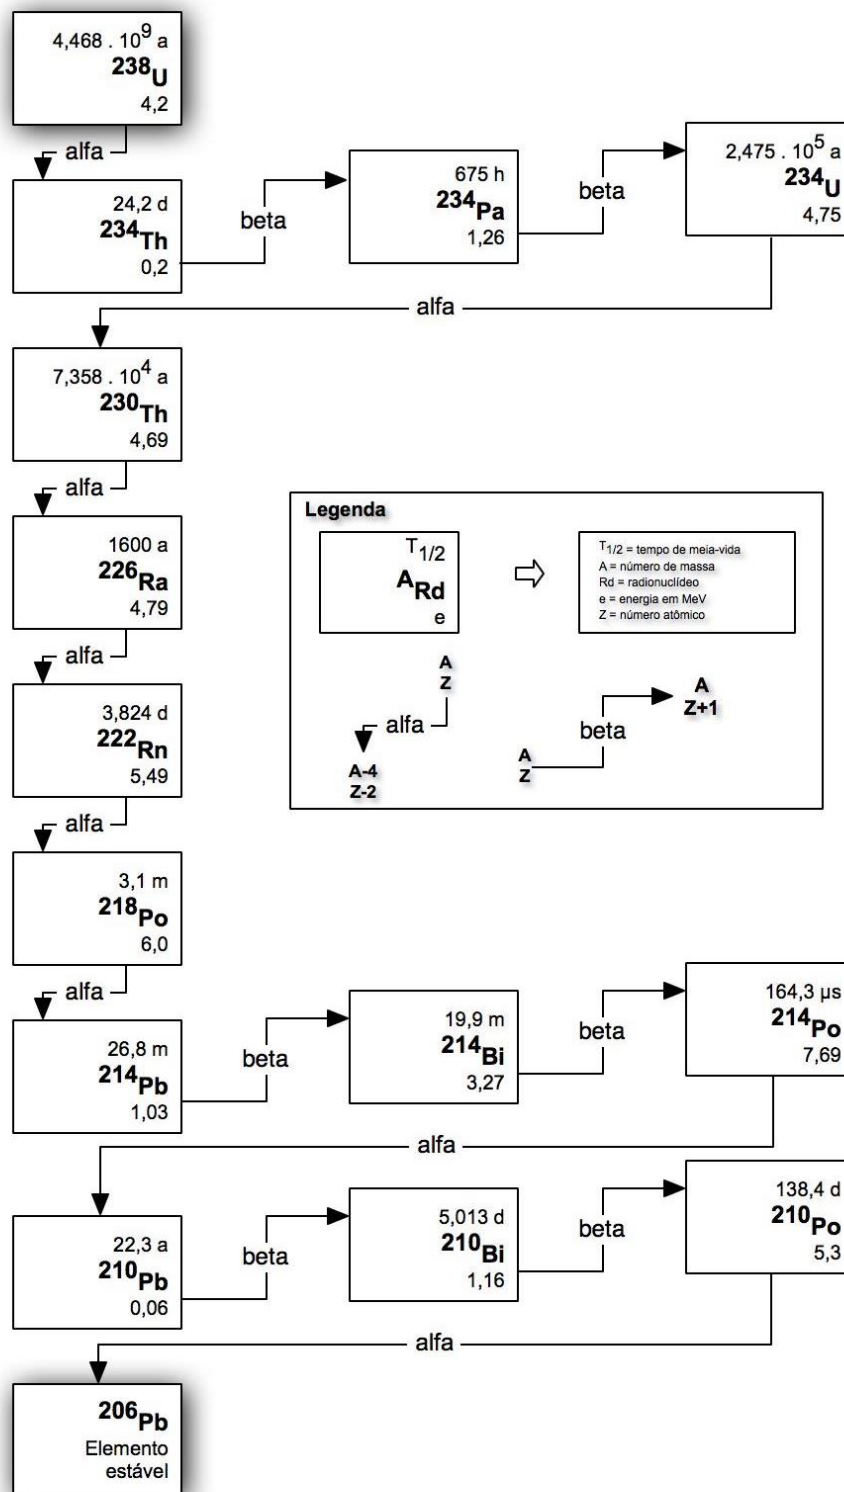 4,468 . 10⁹ a
²³⁸U
4,2
alfa
24,2 d
²³⁴Th
0,2
beta
675 h
²³⁴Pa
1,26
beta
2,475 . 10⁵ a
²³⁴U
4,75
alfa
7,358 . 10⁴ a
²³⁰Th
4,69
alfa
1600 a
²²⁶Ra
4,79
alfa
3,824 d
²²²Rn
5,49
alfa
3,1 m
²¹⁸Po
6,0
alfa
Legenda
T1/2
ᴬRd
e
T1/2 = tempo de meia-vida
A = número de massa
Rd = radionuclídeo
e = energia em MeV
Z = número atômico
A
Z
alfa
A-4
Z-2
A
Z
beta
A
Z+1
26,8 m
²¹⁴Pb
1,03
beta
19,9 m
²¹⁴Bi
3,27
beta
164,3 µs
²¹⁴Po
7,69
alfa
22,3 a
²¹⁰Pb
0,06
beta
5,013 d
²¹⁰Bi
1,16
beta
138,4 d
²¹⁰Po
5,3
alfa
²⁰⁶Pb
Elemento
estável